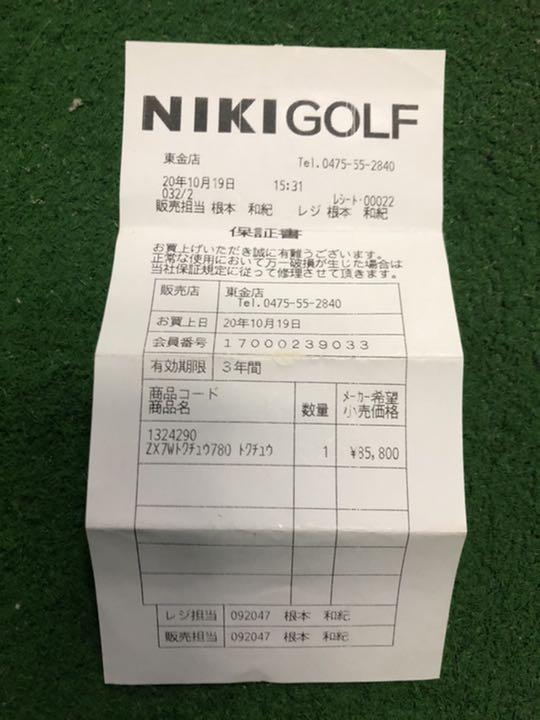 NIKIGOLF
東金店 Tel.0475-55-2840
20年10月19日 15:31
032/2 レシート・00022
販売担当 根本 和紀 レジ 根本 和紀
保証書
お買上げいただき誠に有難うございます。
正常な使用において万一破損が生じた場合は
当社保証規定に従って修理させて頂きます。
販売店 東金店
Tel.0475-55-2840
お買上日 20年10月19日
会員番号 17000239033
有効期限 3年間
商品コード
商品名 数量 メーカー希望
小売価格
1324290
ZX7Wトクチュウ780 トクチュウ 1 ¥85,800
レジ担当 092047 根本 和紀
販売担当 092047 根本 和紀